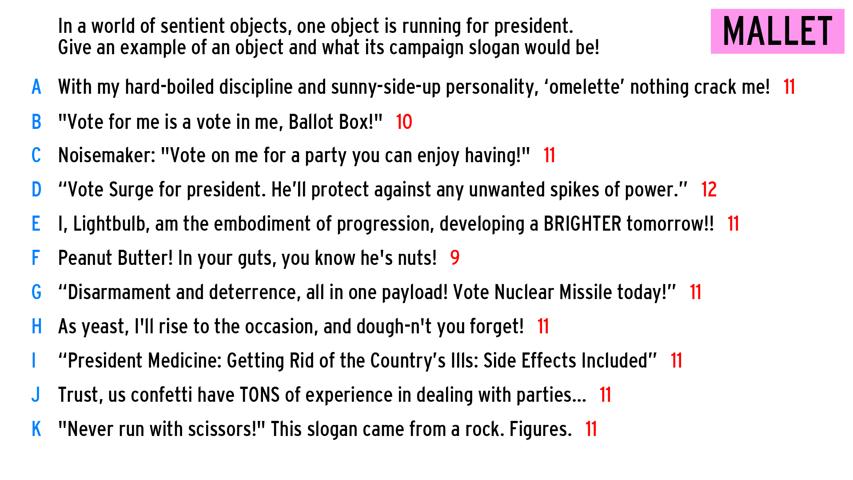 In a world of sentient objects, one object is running for president.
Give an example of an object and what its campaign slogan would be!
MALLET
A With my hard-boiled discipline and sunny-side-up personality, ‘omelette’ nothing crack me! 11
B "Vote for me is a vote in me, Ballot Box!" 10
C Noisemaker: "Vote on me for a party you can enjoy having!" 11
D “Vote Surge for president. He’ll protect against any unwanted spikes of power.” 12
E I, Lightbulb, am the embodiment of progression, developing a BRIGHTER tomorrow!! 11
F Peanut Butter! In your guts, you know he's nuts! 9
G “Disarmament and deterrence, all in one payload! Vote Nuclear Missile today!” 11
H As yeast, I'll rise to the occasion, and dough-n't you forget! 11
I “President Medicine: Getting Rid of the Country’s Ills: Side Effects Included” 11
J Trust, us confetti have TONS of experience in dealing with parties... 11
K "Never run with scissors!" This slogan came from a rock. Figures. 11